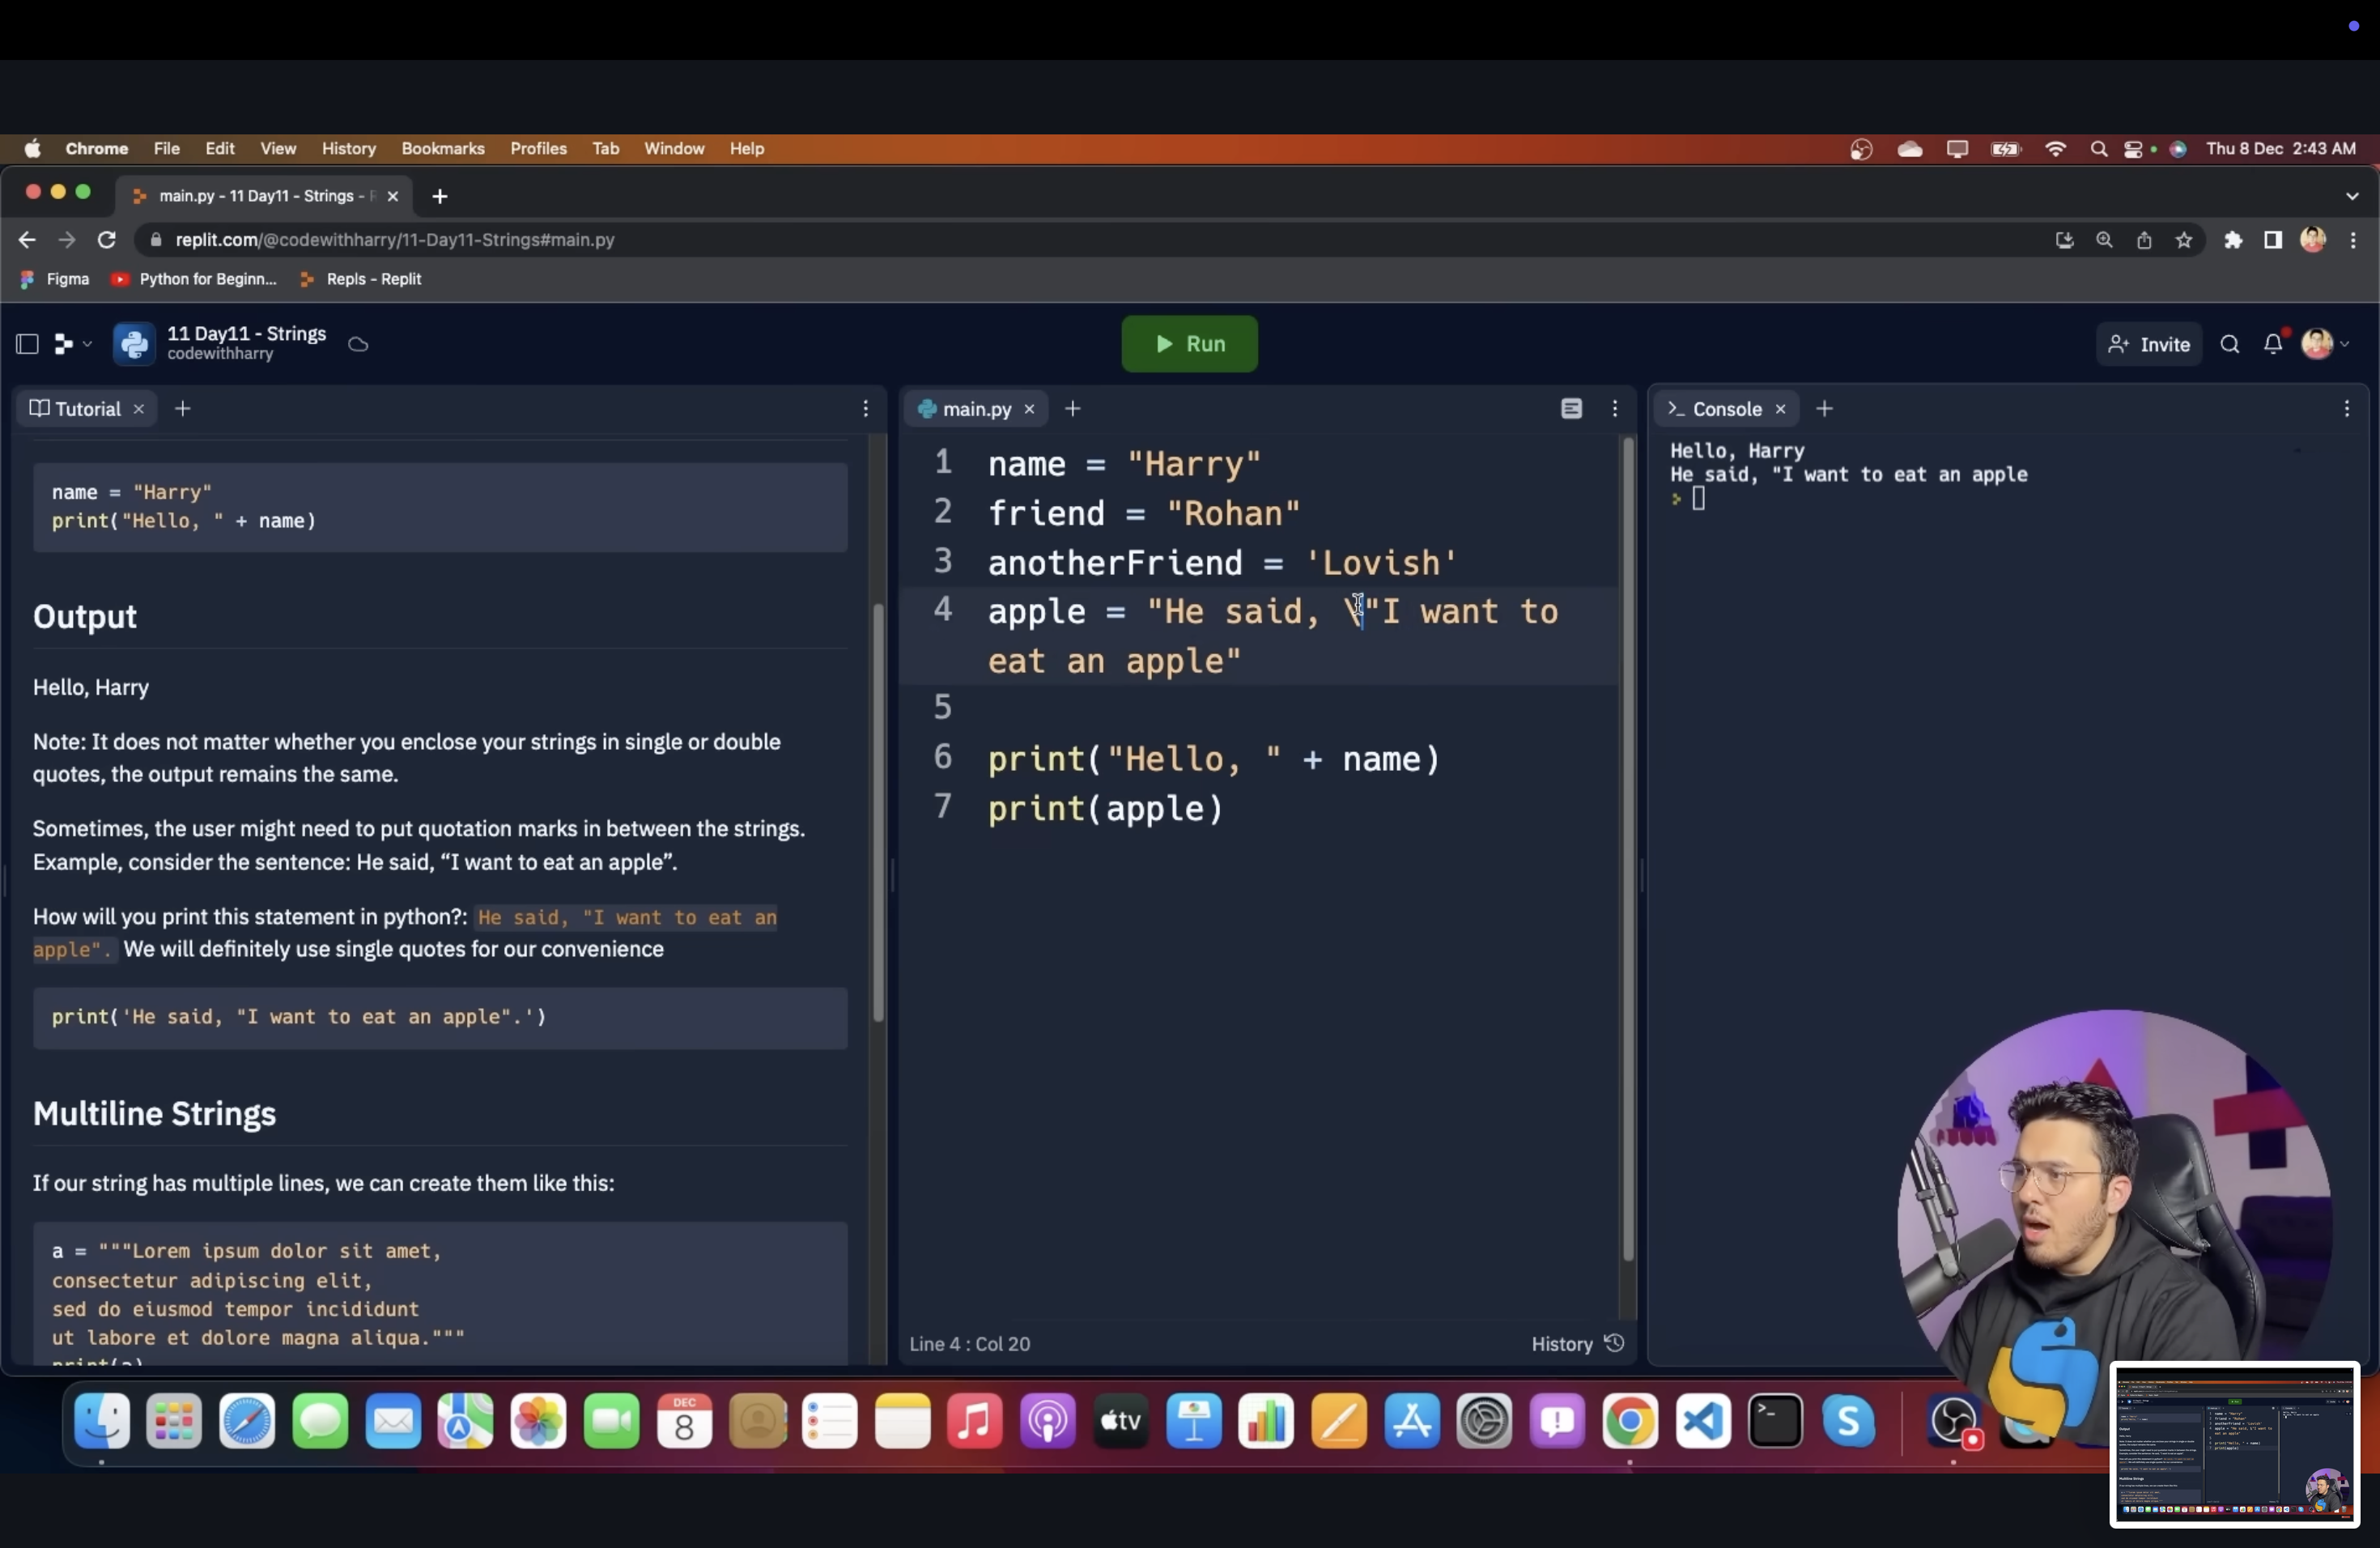 Chrome File Edit View History Bookmarks Profiles Tab Window Help Thu 8 Dec 2:43 AM
main.py - 11 Day11 - Strings -
replit.com/@codewithharry/11-Day11-Strings#main.py
Figma Python for Beginn... Repls - Replit
11 Day11 - Strings
codewithharry
Run
Invite
Tutorial
name = "Harry"
print("Hello, " + name)
Output
Hello, Harry
Note: It does not matter whether you enclose your strings in single or double
quotes, the output remains the same.
Sometimes, the user might need to put quotation marks in between the strings.
Example, consider the sentence: He said, “I want to eat an apple”.
How will you print this statement in python?: He said, "I want to eat an
apple". We will definitely use single quotes for our convenience
print('He said, "I want to eat an apple".')
Multiline Strings
If our string has multiple lines, we can create them like this:
a = """Lorem ipsum dolor sit amet,
consectetur adipiscing elit,
sed do eiusmod tempor incididunt
ut labore et dolore magna aliqua."""
print(a)
main.py
1 name = "Harry"
2 friend = "Rohan"
3 anotherFriend = 'Lovish'
4 apple = "He said, \"I want to
eat an apple"
5
6 print("Hello, " + name)
7 print(apple)
Line 4 : Col 20 History
>_ Console
Hello, Harry
He said, "I want to eat an apple
DEC
8
tv